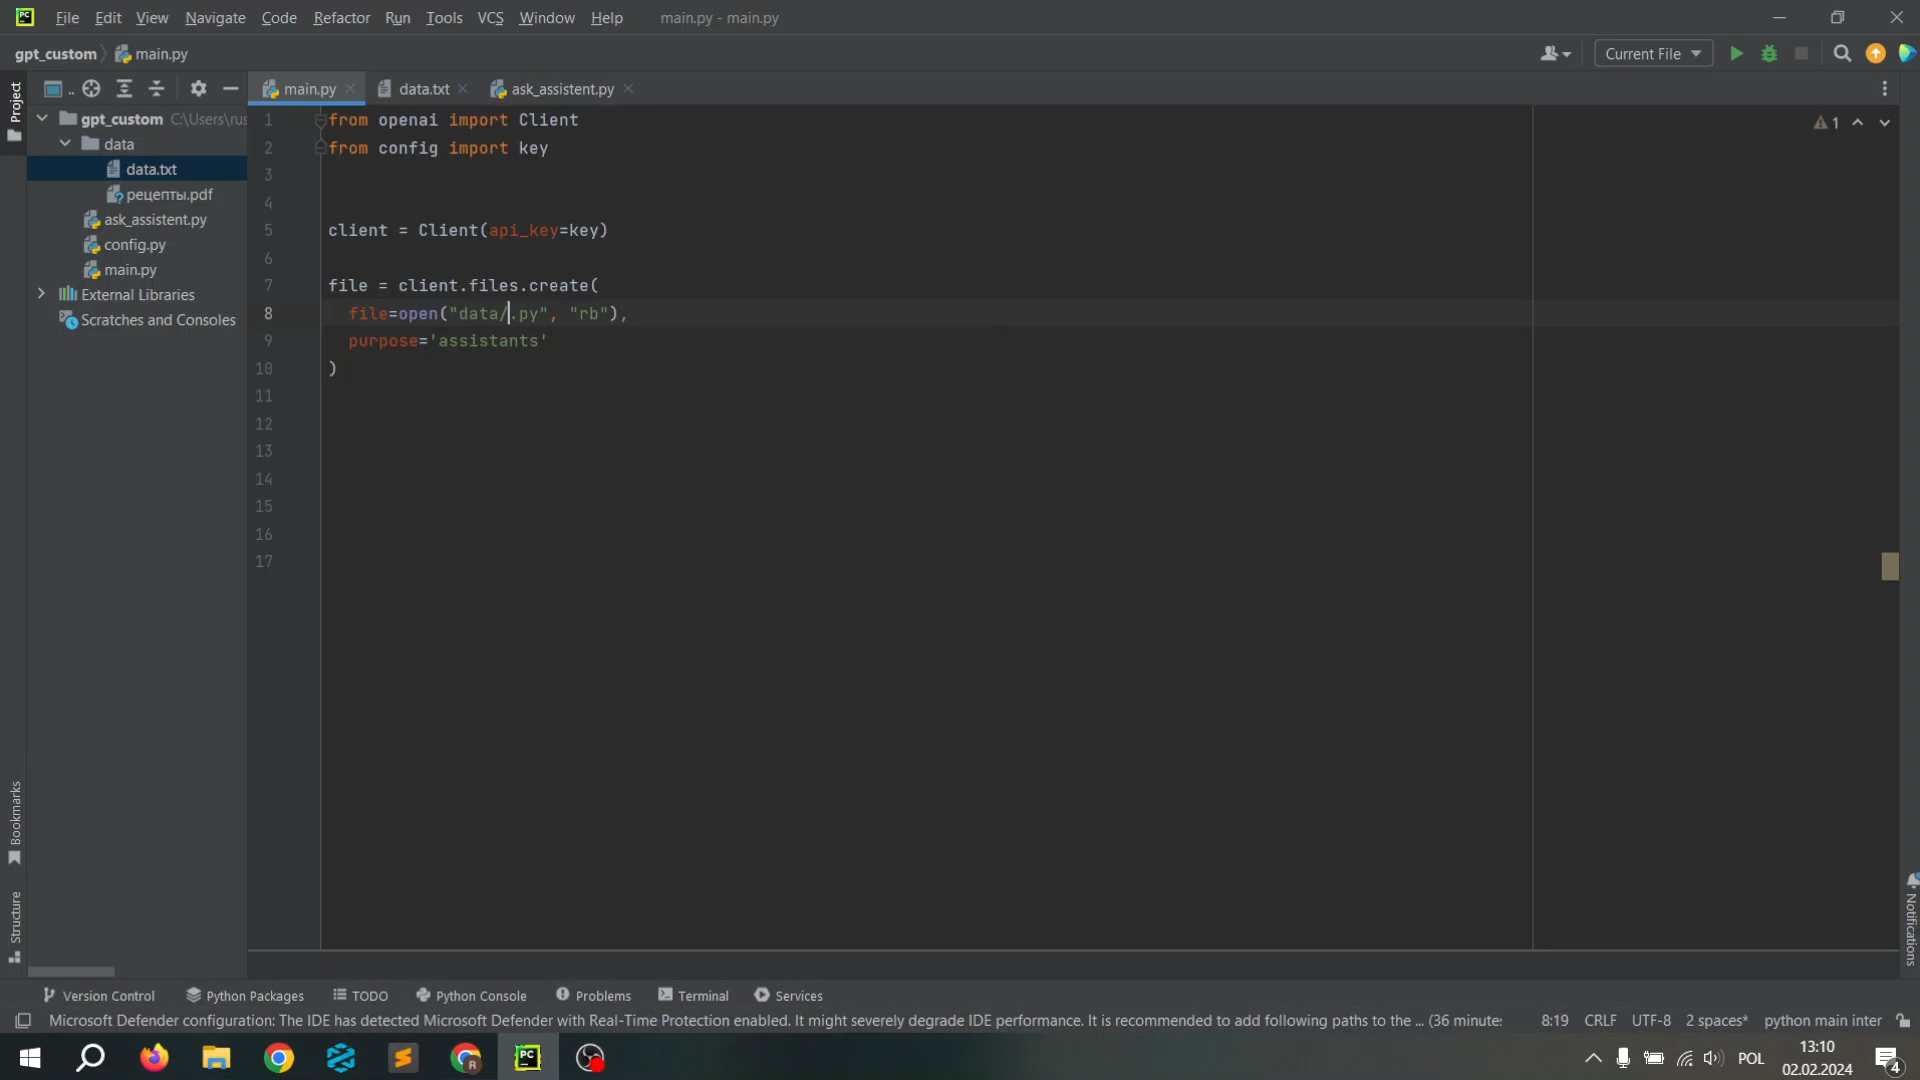 File Edit View Navigate Code Refactor Run Tools VCS Window Help main.py - main.py
gpt_custom main.py Current File
Project
.. main.py data.txt ask_assistent.py
gpt_custom C:\Users\rus
data
data.txt
рецепты.pdf
ask_assistent.py
config.py
main.py
External Libraries
Scratches and Consoles
1 from openai import Client
2 from config import key
3
4
5 client = Client(api_key=key)
6
7 file = client.files.create(
8 file=open("data/.py", "rb"),
9 purpose='assistants'
10 )
11
12
13
14
15
16
17
1
Bookmarks
Structure
Notifications
Version Control Python Packages TODO Python Console Problems Terminal Services
Microsoft Defender configuration: The IDE has detected Microsoft Defender with Real-Time Protection enabled. It might severely degrade IDE performance. It is recommended to add following paths to the ... (36 minutes 8:19 CRLF UTF-8 2 spaces* python main inter
POL 13:10
02.02.2024
4